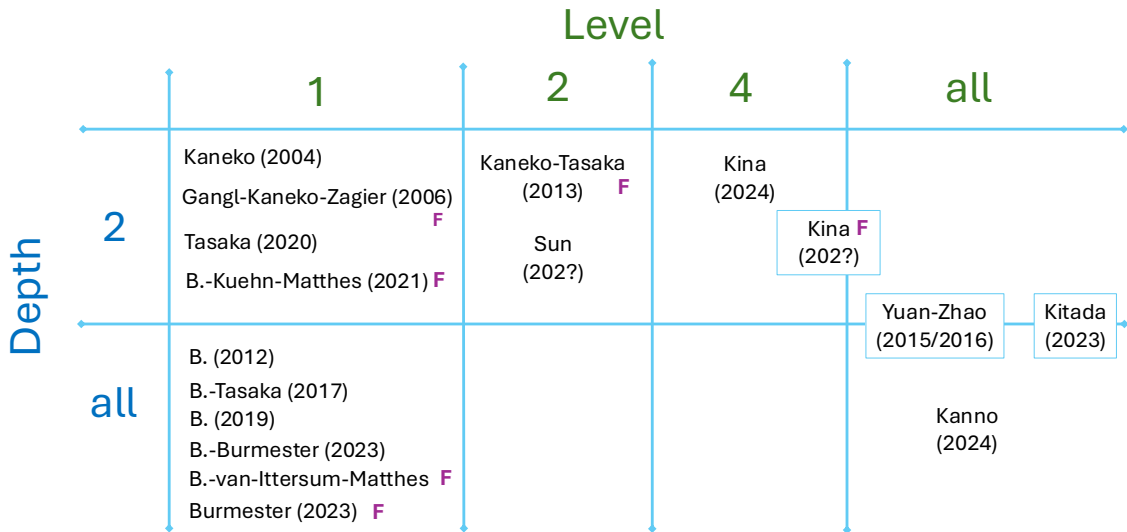 Level
1
2
4
all
Depth
2
Kaneko (2004)
Gangl-Kaneko-Zagier (2006)
F
Tasaka (2020)
B.-Kuehn-Matthes (2021) F
Kaneko-Tasaka
(2013) F
Sun
(202?)
Kina
(2024)
Kina F
(202?)
Yuan-Zhao
(2015/2016)
Kitada
(2023)
all
B. (2012)
B.-Tasaka (2017)
B. (2019)
B.-Burmester (2023)
B.-van-Ittersum-Matthes F
Burmester (2023) F
Kanno
(2024)